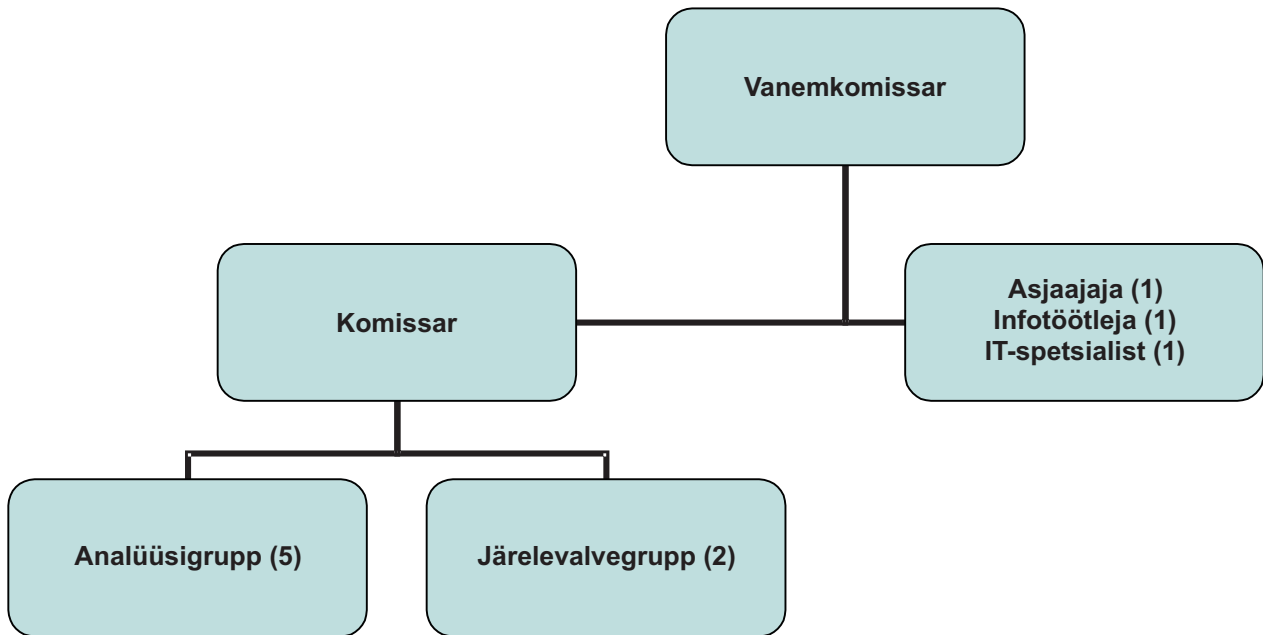 Vanemkomissar
Komissar
Asjaajaja (1)
Infotöötleja (1)
IT-spetsialist (1)
Analüüsigrupp (5)
Järelevalvegrupp (2)